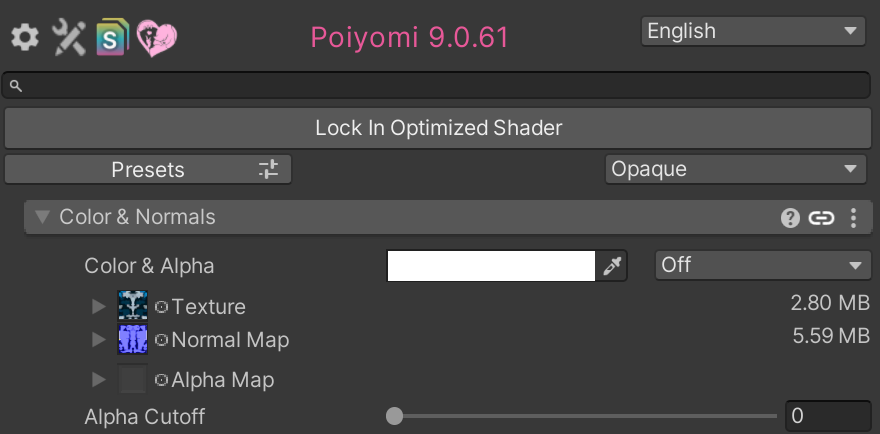 Poiyomi 9.0.61
English
Lock In Optimized Shader
Presets
Opaque
Color & Normals
Color & Alpha
Off
Texture
2.80 MB
Normal Map
5.59 MB
Alpha Map
Alpha Cutoff
0